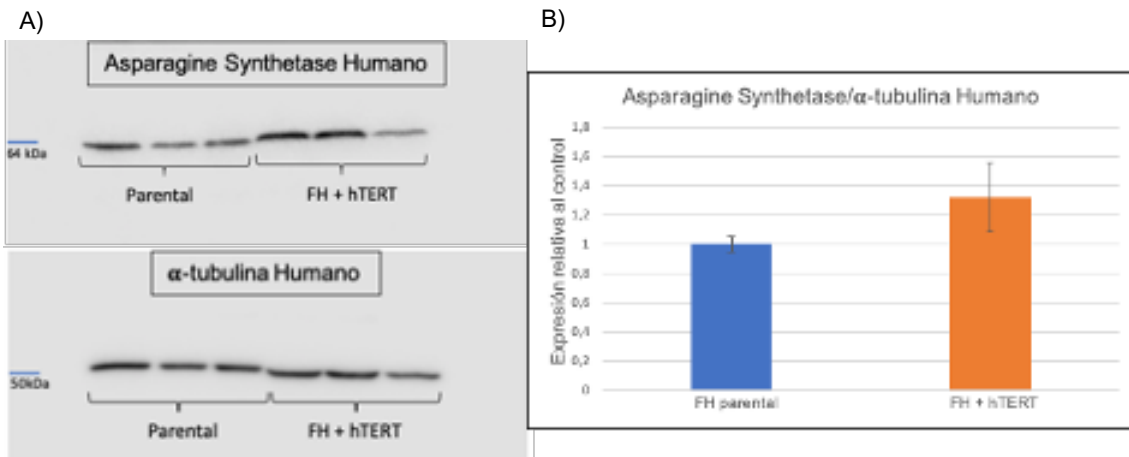 A)
Asparagine Synthetase Humano
64 kDa
Parental
FH + hTERT
α-tubulina Humano
50kDa
Parental
FH + hTERT
B)
Asparagine Synthetase/α-tubulina Humano
Expresión relativa al control
1,8
1,6
1,4
1,2
1
0,8
0,6
0,4
0,2
0
FH parental
FH + hTERT